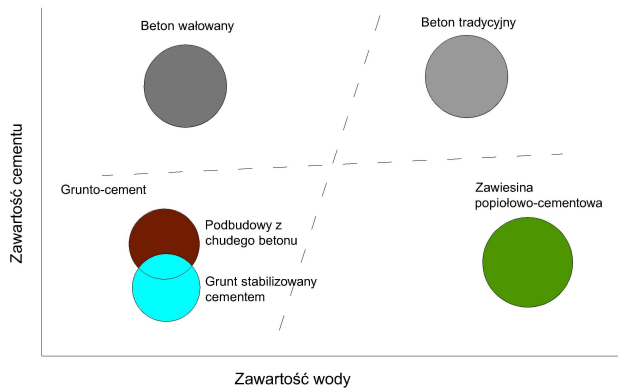 Beton wałowany
Beton tradycyjny
Zawartość cementu
Grunto-cement
Zawiesina
popiołowo-cementowa
Podbudowy z
chudego betonu
Grunt stabilizowany
cementem
Zawartość wody